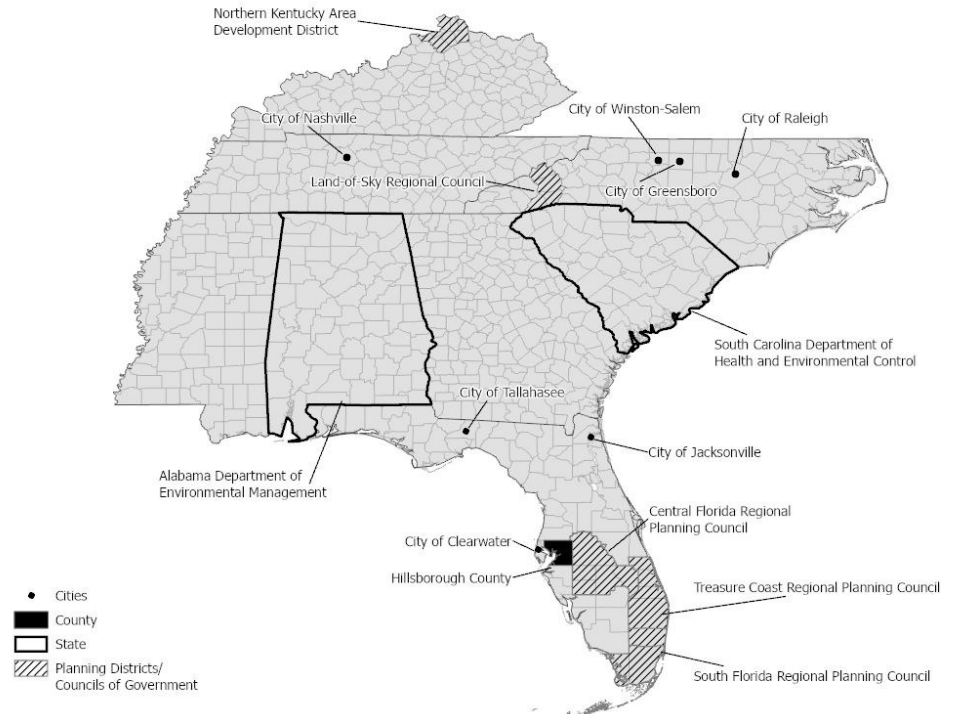 Northern Kentucky Area
Development District
City of Nashville
City of Winston-Salem
City of Raleigh
Land-of-Sky Regional Council
City of Greensboro
South Carolina Department of
Health and Environmental Control
City of Tallahasee
City of Jacksonville
Alabama Department of
Environmental Management
Central Florida Regional
Planning Council
City of Clearwater
Hillsborough County
Treasure Coast Regional Planning Council
South Florida Regional Planning Council
Cities
County
State
Planning Districts/
Councils of Government